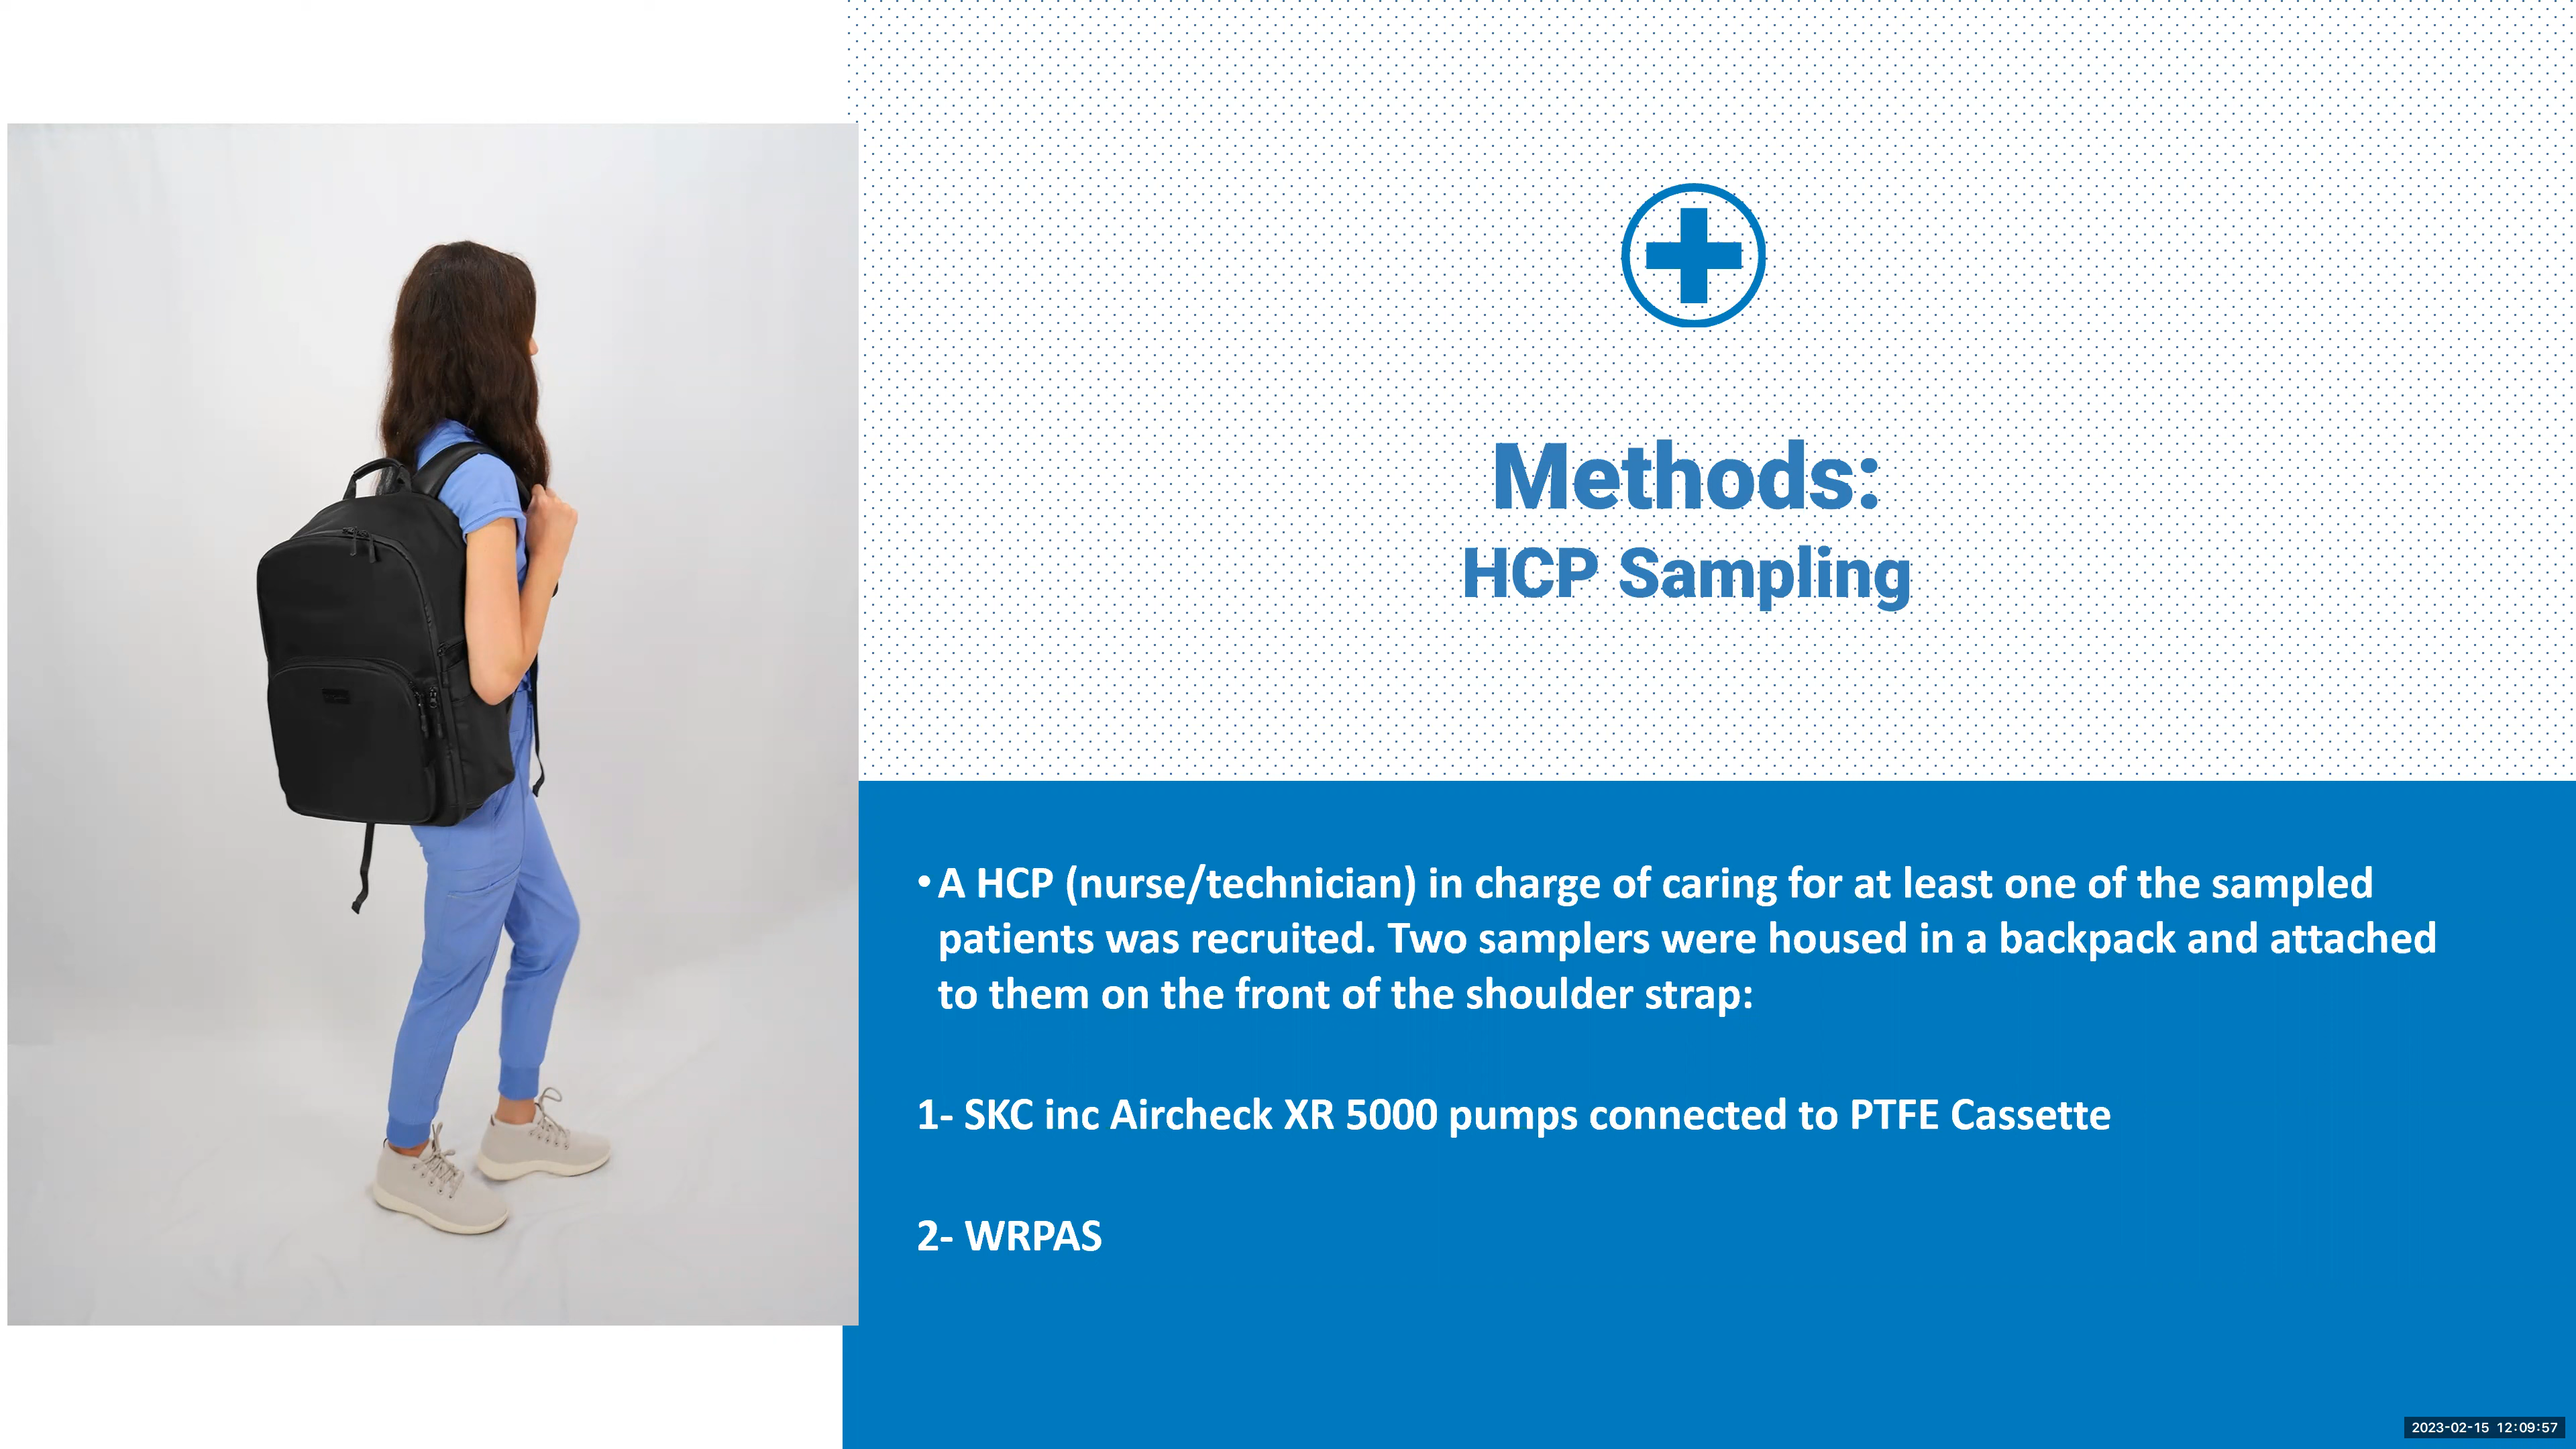 Methods:
HCP Sampling
• A HCP (nurse/technician) in charge of caring for at least one of the sampled
patients was recruited. Two samplers were housed in a backpack and attached
to them on the front of the shoulder strap:
1- SKC inc Aircheck XR 5000 pumps connected to PTFE Cassette
2- WRPAS
2023-02-15 12:09:57